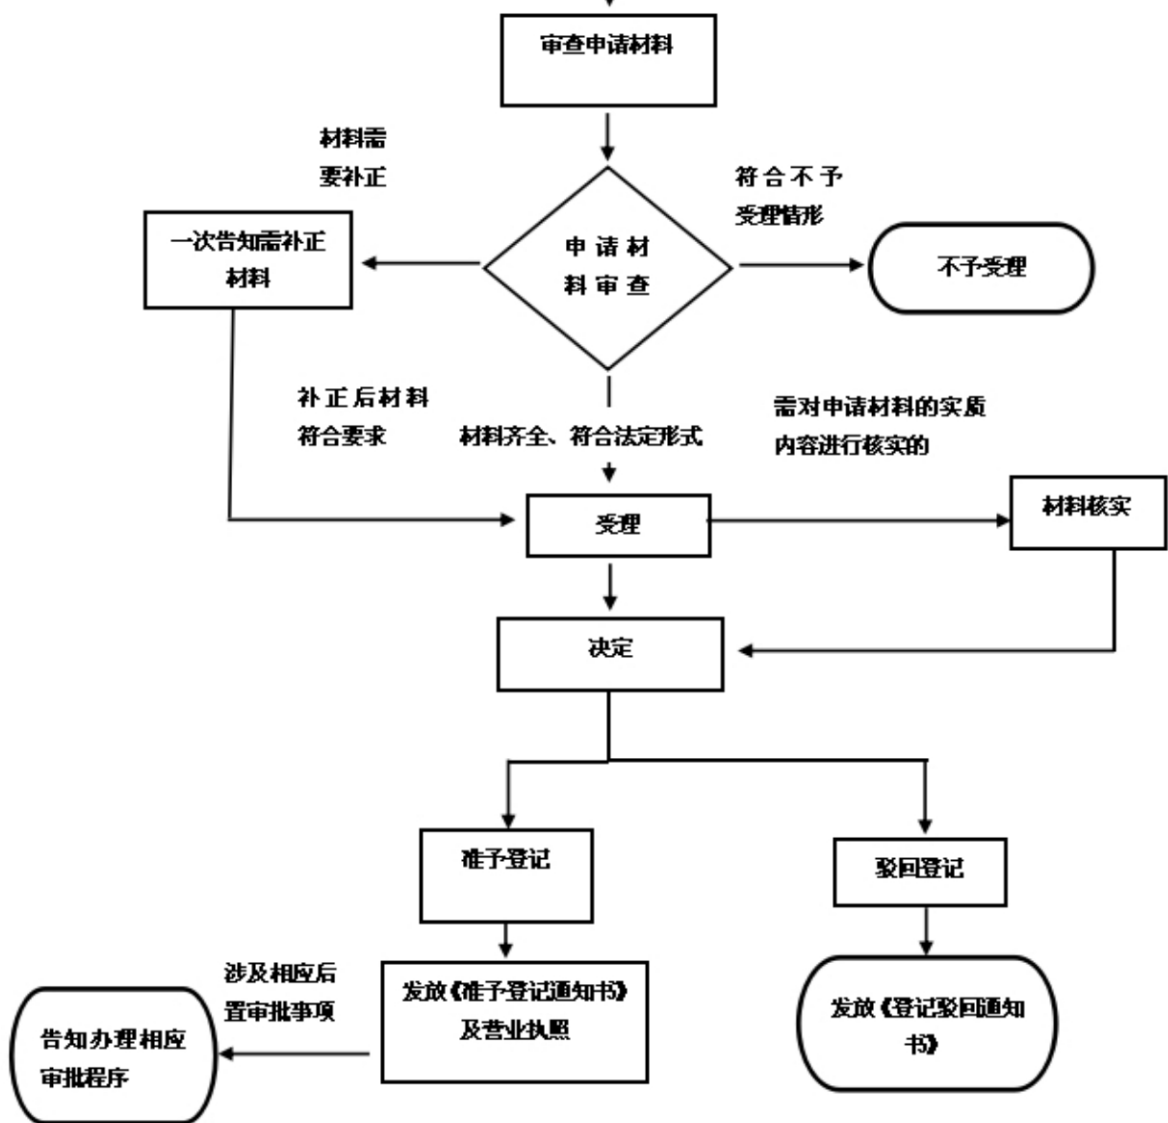 审查申请材料
材料需
要补正
符合不予
受理情形
一次告知需补正
材料
申请材
料审查
不予受理
补正后材料
符合要求
材料齐全、符合法定形式
需对申请材料的实质
内容进行核实的
受理
材料核实
决定
准予登记
驳回登记
涉及相应后
置审批事项
发放《准予登记通知书》
及营业执照
发放《登记驳回通知
书》
告知办理相应
审批程序